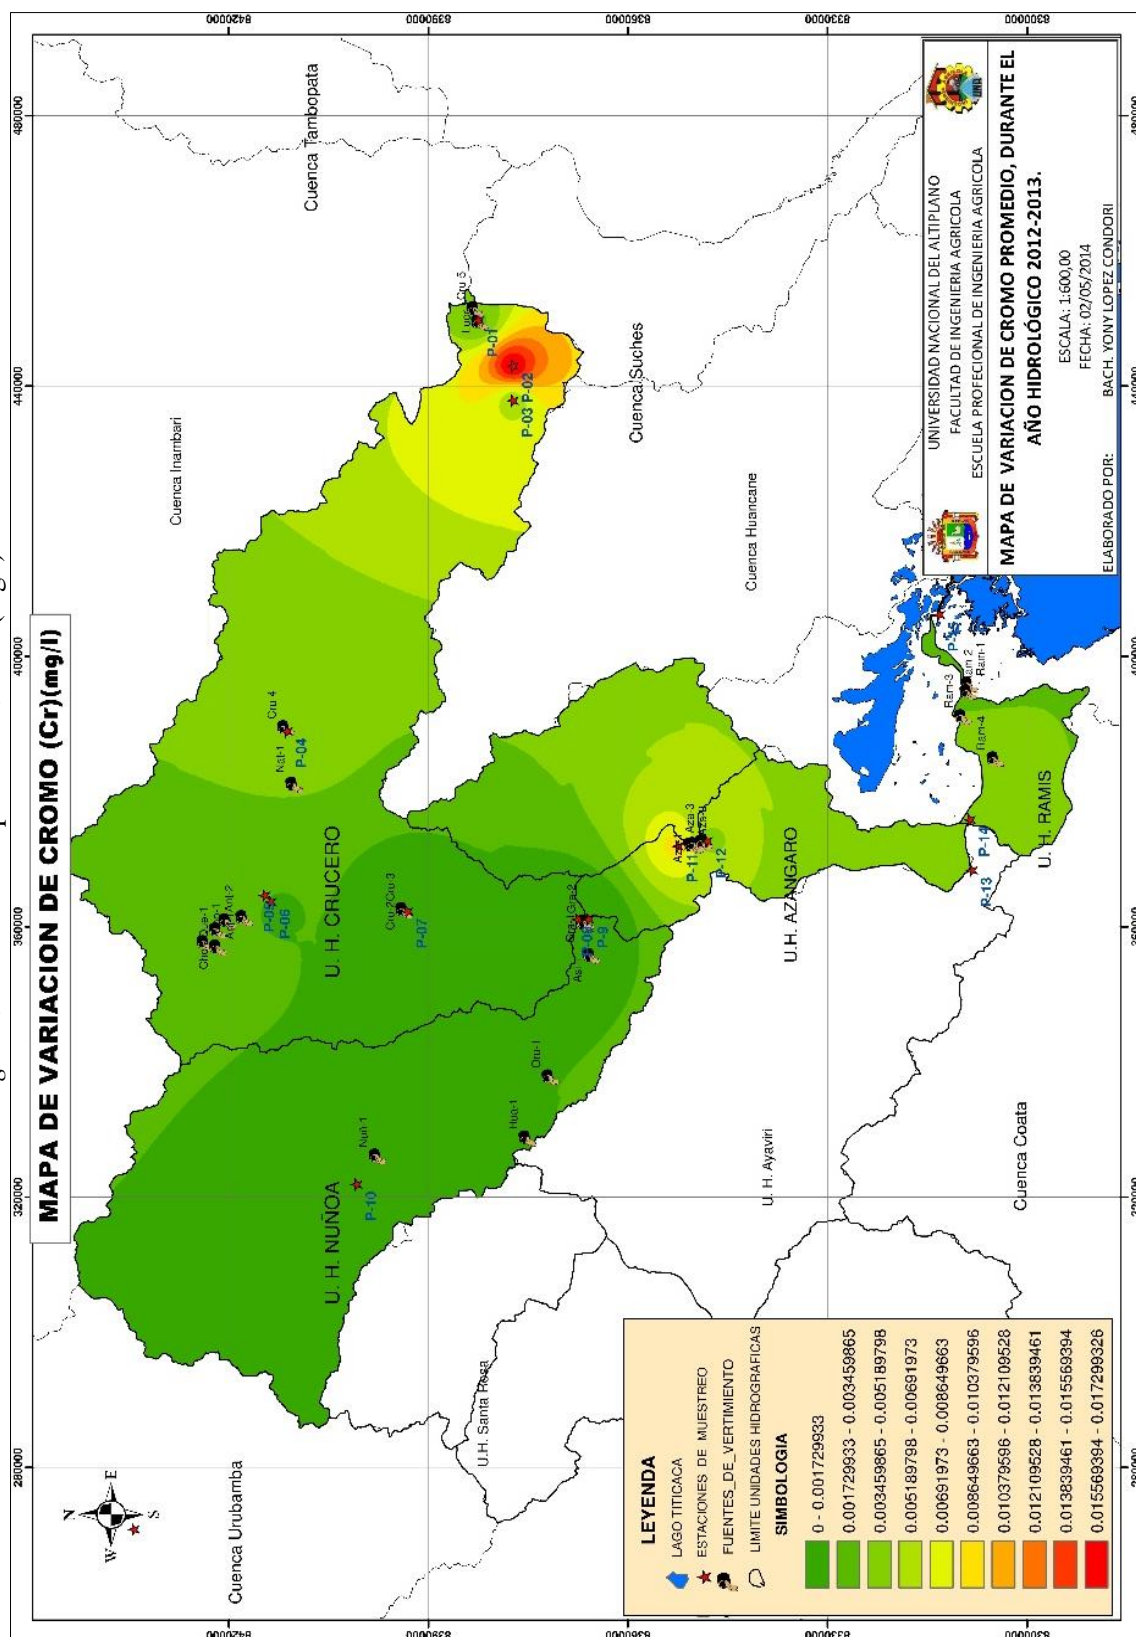 MAPA DE VARIACION DE CROMO (Cr)(mg/l)
280000
320000
360000
400000
440000
480000
8420000
8390000
8360000
8330000
8300000
N
W
E
S
Cuenca Urubamba
Cuenca Inambari
Cuenca Tambopata
Cuenca Suches
Cuenca Huancane
Cuenca Coata
U.H. Santa Rosa
U. H. Ayaviri
U. H. NUÑOA
U. H. CRUCERO
U.H. AZANGARO
U. H. RAMIS
P-01
P-03 P-02
P-04
P-06
P-07
P-9
P-10
P-11
P-12
P-13
P-14
Cru-5
Cru-4
Nat-1
Cru-2
Cru-3
Nuñ-1
Hua-1
Oru-1
Aza-3
Ram-3
Ram-1
Ram-4
LEYENDA
LAGO TITICACA
ESTACIONES DE MUESTREO
FUENTES_DE_VERTIMIENTO
LIMITE UNIDADES HIDROGRAFICAS
SIMBOLOGIA
0 - 0.001729933
0.001729933 - 0.003459865
0.003459865 - 0.005189798
0.005189798 - 0.00691973
0.00691973 - 0.008649663
0.008649663 - 0.010379596
0.010379596 - 0.012109528
0.012109528 - 0.013839461
0.013839461 - 0.015569394
0.015569394 - 0.017299326
UNIVERSIDAD NACIONAL DEL ALTIPLANO
FACULTAD DE INGENIERIA AGRICOLA
ESCUELA PROFECIONAL DE INGENIERIA AGRICOLA
MAPA DE VARIACION DE CROMO PROMEDIO, DURANTE EL
AÑO HIDROLÓGICO 2012-2013.
ESCALA: 1:600,00
FECHA: 02/05/2014
ELABORADO POR: BACH. YONY LOPEZ CONDORI